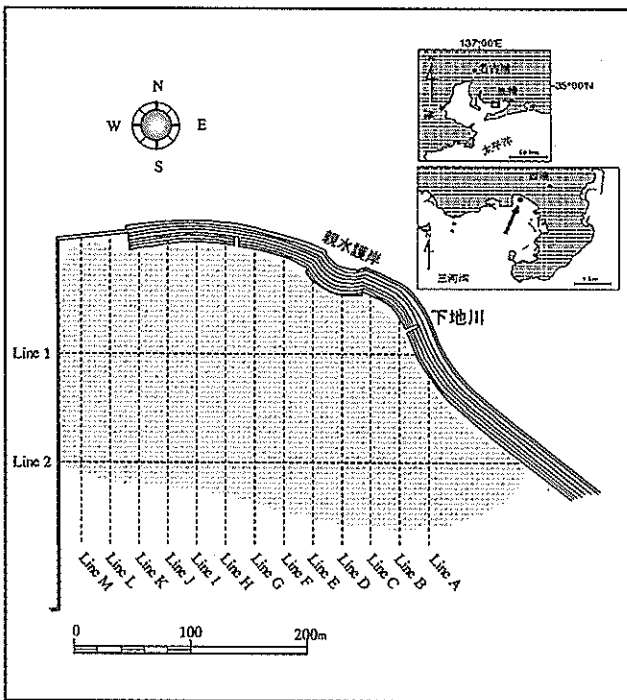 137°00'E
35°00'N
太平洋
三河湾
N
W
E
S
親水護岸
下地川
Line 1
Line 2
Line M
Line L
Line K
Line J
Line I
Line H
Line G
Line F
Line E
Line D
Line C
Line B
Line A
0
100
200m